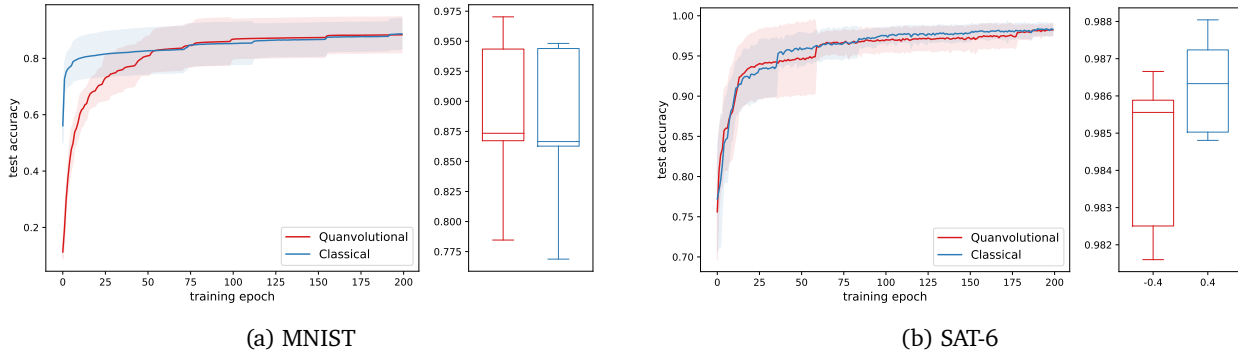 test accuracy
0.8
0.6
0.4
0.2
0 25 50 75 100 125 150 175 200
training epoch
Quanvolutional
Classical
0.975
0.950
0.925
0.900
0.875
0.850
0.825
0.800
0.775
(a) MNIST
test accuracy
1.00
0.95
0.90
0.85
0.80
0.75
0.70
0 25 50 75 100 125 150 175 200
training epoch
Quanvolutional
Classical
0.988
0.987
0.986
0.985
0.984
0.983
0.982
-0.4 0.4
(b) SAT-6